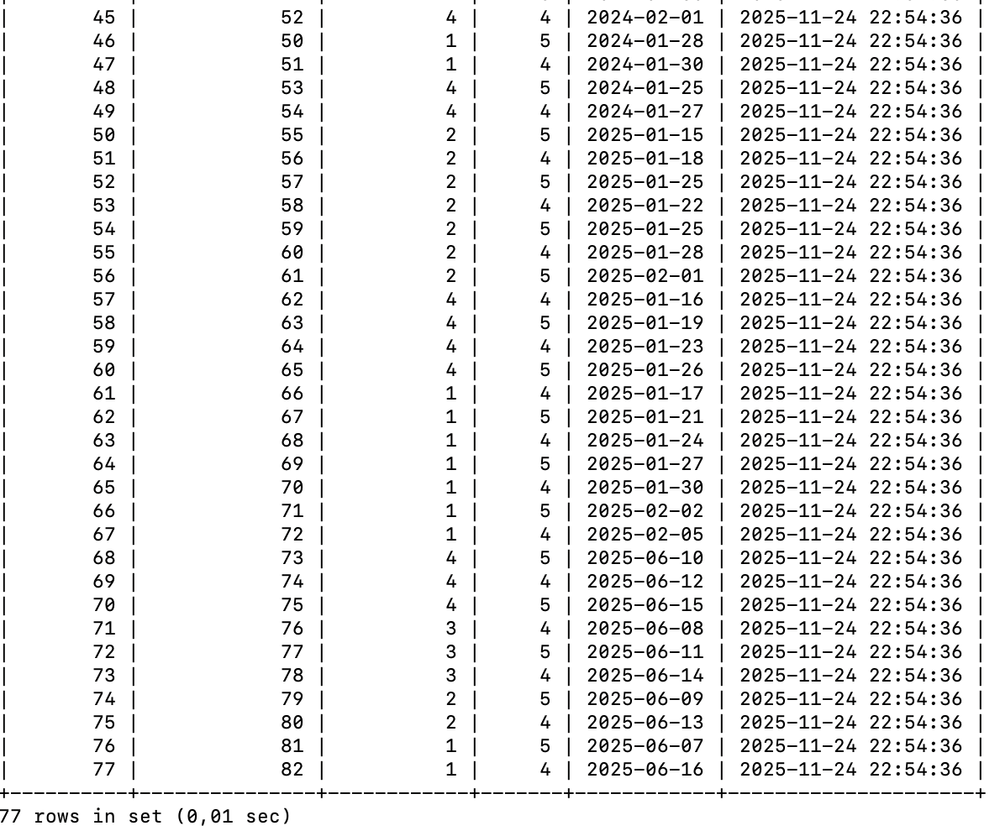 |       45 |            52 |          4 |     4 | 2024-02-01 | 2025-11-24 22:54:36 |
|       46 |            50 |          1 |     5 | 2024-01-28 | 2025-11-24 22:54:36 |
|       47 |            51 |          1 |     4 | 2024-01-30 | 2025-11-24 22:54:36 |
|       48 |            53 |          4 |     5 | 2024-01-25 | 2025-11-24 22:54:36 |
|       49 |            54 |          4 |     4 | 2024-01-27 | 2025-11-24 22:54:36 |
|       50 |            55 |          2 |     5 | 2025-01-15 | 2025-11-24 22:54:36 |
|       51 |            56 |          2 |     4 | 2025-01-18 | 2025-11-24 22:54:36 |
|       52 |            57 |          2 |     5 | 2025-01-25 | 2025-11-24 22:54:36 |
|       53 |            58 |          2 |     4 | 2025-01-22 | 2025-11-24 22:54:36 |
|       54 |            59 |          2 |     5 | 2025-01-25 | 2025-11-24 22:54:36 |
|       55 |            60 |          2 |     4 | 2025-01-28 | 2025-11-24 22:54:36 |
|       56 |            61 |          2 |     5 | 2025-02-01 | 2025-11-24 22:54:36 |
|       57 |            62 |          4 |     4 | 2025-01-16 | 2025-11-24 22:54:36 |
|       58 |            63 |          4 |     5 | 2025-01-19 | 2025-11-24 22:54:36 |
|       59 |            64 |          4 |     4 | 2025-01-23 | 2025-11-24 22:54:36 |
|       60 |            65 |          4 |     5 | 2025-01-26 | 2025-11-24 22:54:36 |
|       61 |            66 |          1 |     4 | 2025-01-17 | 2025-11-24 22:54:36 |
|       62 |            67 |          1 |     5 | 2025-01-21 | 2025-11-24 22:54:36 |
|       63 |            68 |          1 |     4 | 2025-01-24 | 2025-11-24 22:54:36 |
|       64 |            69 |          1 |     5 | 2025-01-27 | 2025-11-24 22:54:36 |
|       65 |            70 |          1 |     4 | 2025-01-30 | 2025-11-24 22:54:36 |
|       66 |            71 |          1 |     5 | 2025-02-02 | 2025-11-24 22:54:36 |
|       67 |            72 |          1 |     4 | 2025-02-05 | 2025-11-24 22:54:36 |
|       68 |            73 |          4 |     5 | 2025-06-10 | 2025-11-24 22:54:36 |
|       69 |            74 |          4 |     4 | 2025-06-12 | 2025-11-24 22:54:36 |
|       70 |            75 |          4 |     5 | 2025-06-15 | 2025-11-24 22:54:36 |
|       71 |            76 |          3 |     4 | 2025-06-08 | 2025-11-24 22:54:36 |
|       72 |            77 |          3 |     5 | 2025-06-11 | 2025-11-24 22:54:36 |
|       73 |            78 |          3 |     4 | 2025-06-14 | 2025-11-24 22:54:36 |
|       74 |            79 |          2 |     5 | 2025-06-09 | 2025-11-24 22:54:36 |
|       75 |            80 |          2 |     4 | 2025-06-13 | 2025-11-24 22:54:36 |
|       76 |            81 |          1 |     5 | 2025-06-07 | 2025-11-24 22:54:36 |
|       77 |            82 |          1 |     4 | 2025-06-16 | 2025-11-24 22:54:36 |
+----------+---------------+------------+-------+------------+---------------------+
77 rows in set (0,01 sec)